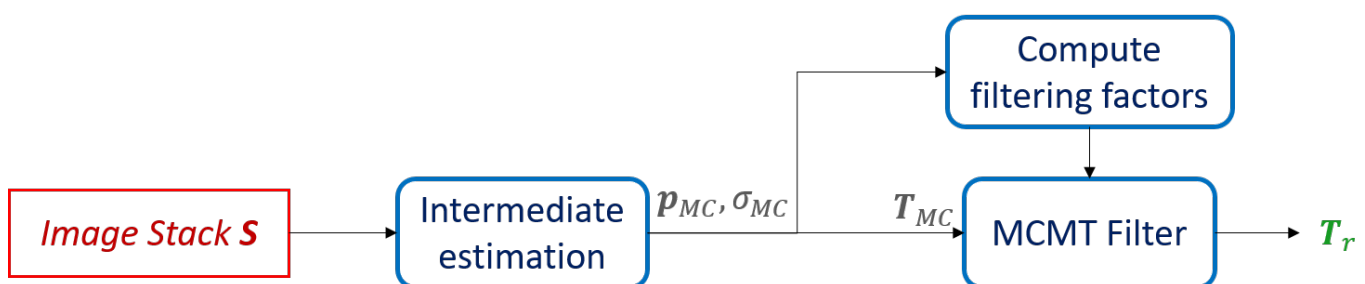 Compute
filtering factors
Image Stack S
Intermediate
estimation
p_MC, σ_MC
T_MC
MCMT Filter
T_r